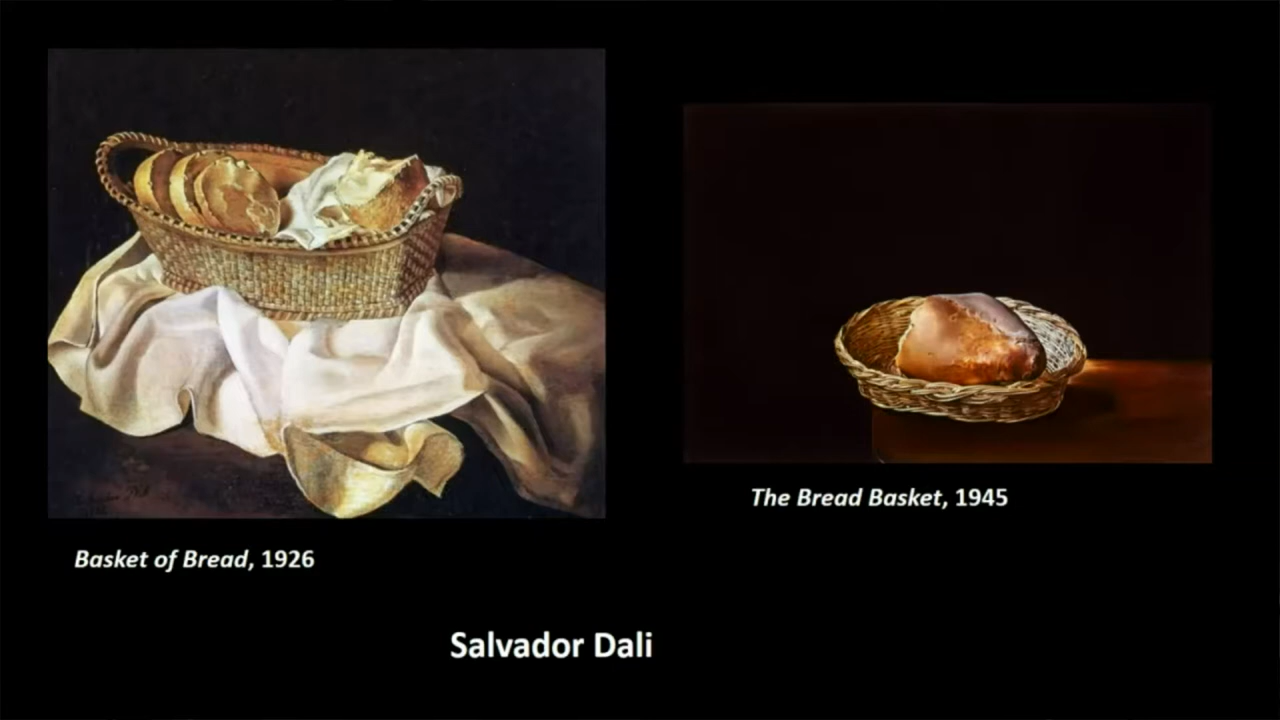 The Bread Basket, 1945
Basket of Bread, 1926
Salvador Dali